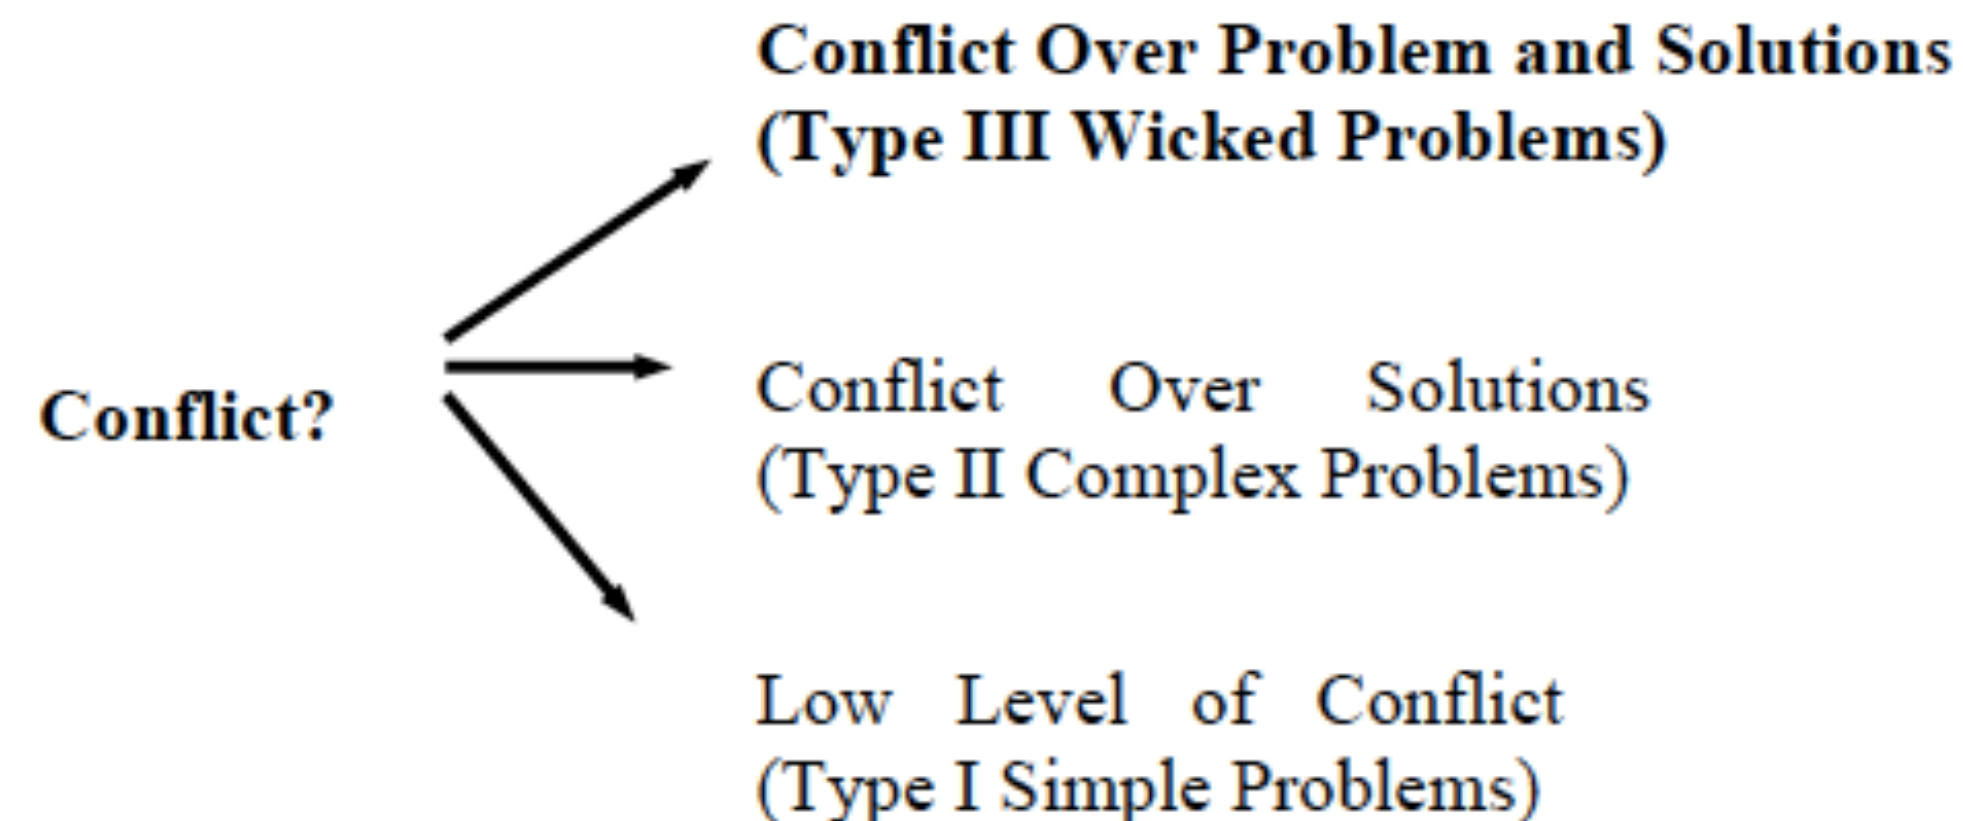 Conflict Over Problem and Solutions
(Type III Wicked Problems)
Conflict?
Conflict Over Solutions
(Type II Complex Problems)
Low Level of Conflict
(Type I Simple Problems)